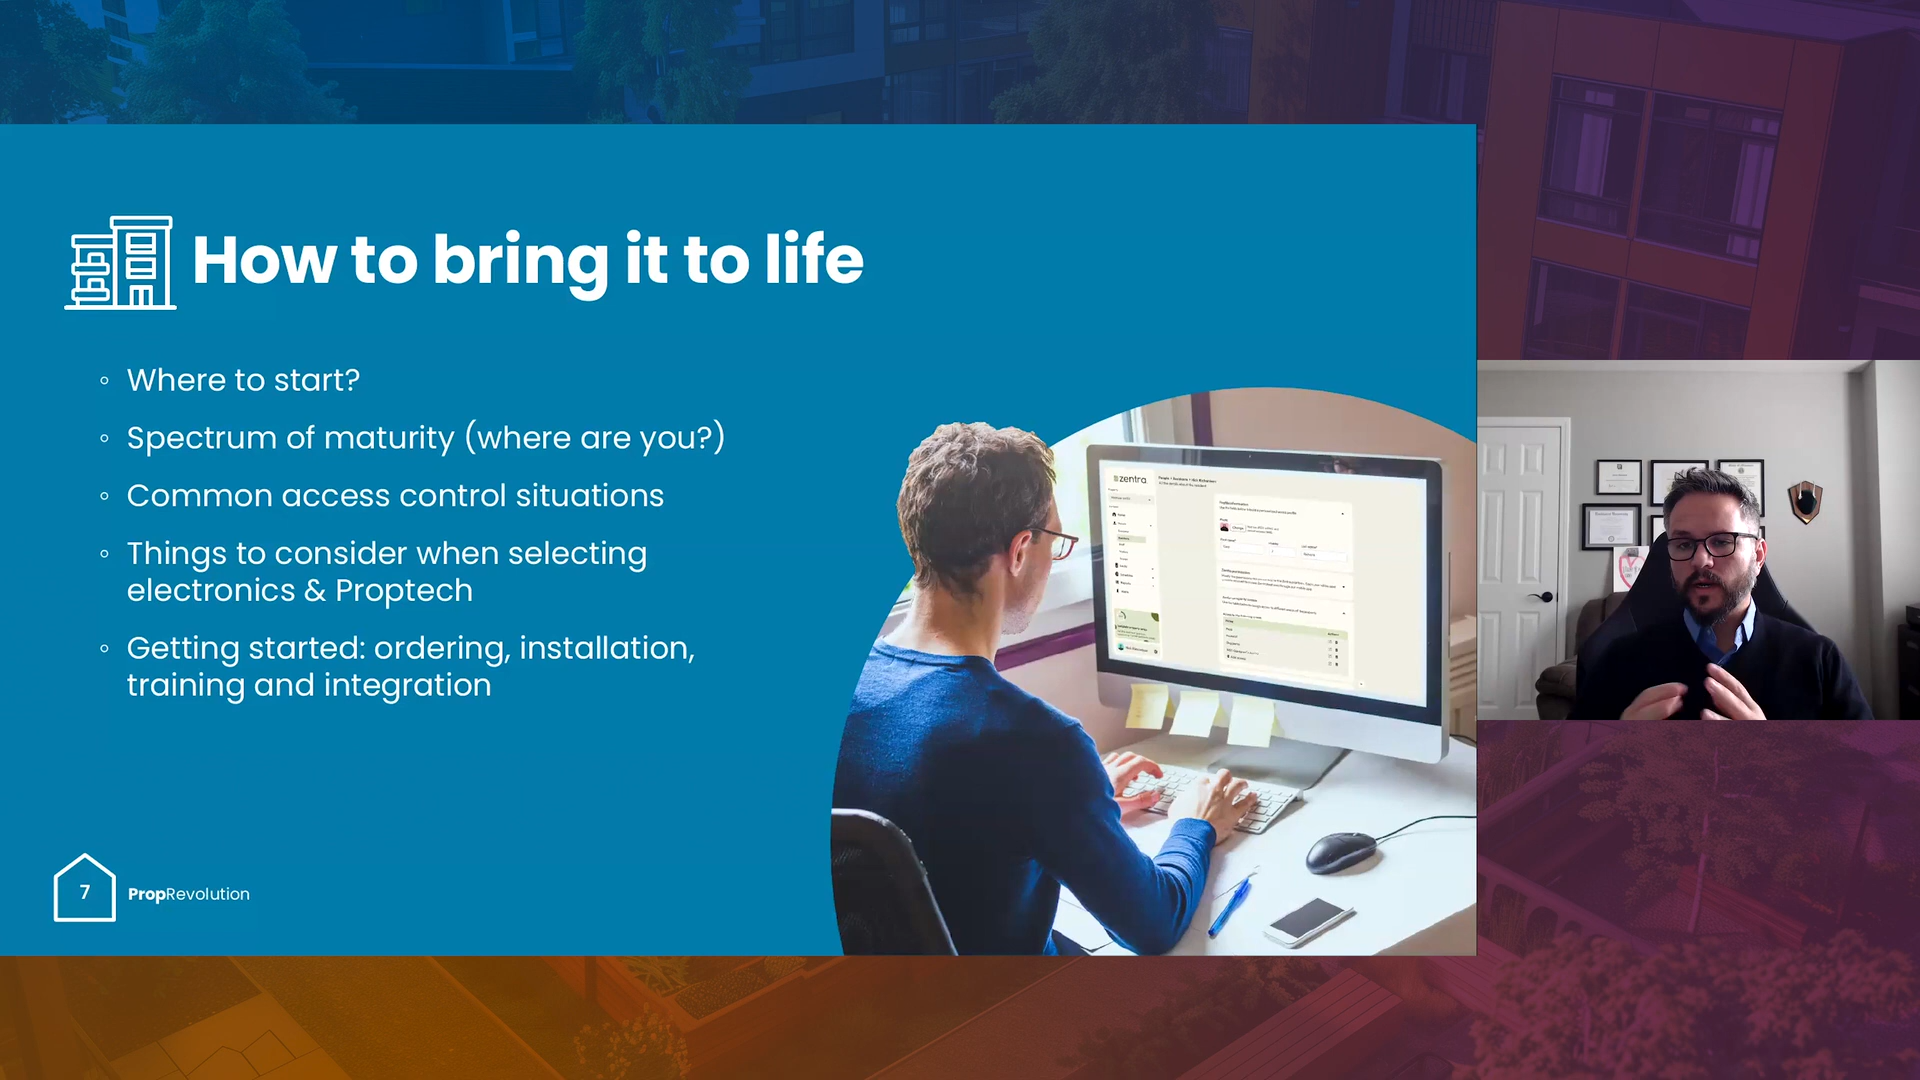 How to bring it to life
Where to start?
Spectrum of maturity (where are you?)
Common access control situations
Things to consider when selecting
electronics & Proptech
Getting started: ordering, installation,
training and integration
zentra
7
PropRevolution